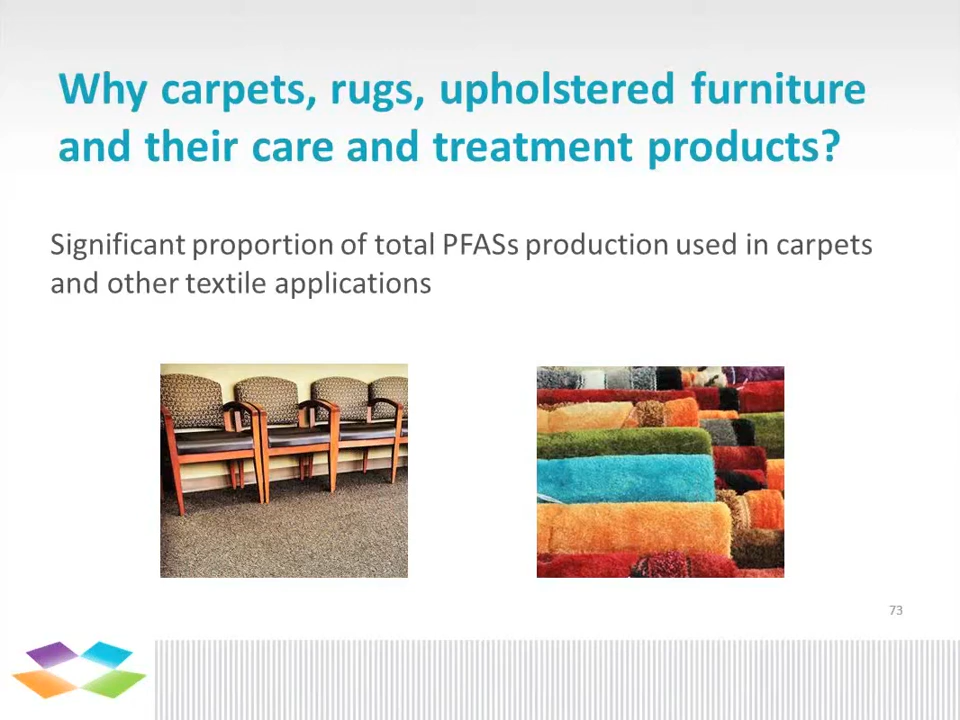 Why carpets, rugs, upholstered furniture
and their care and treatment products?
Significant proportion of total PFASs production used in carpets
and other textile applications
73